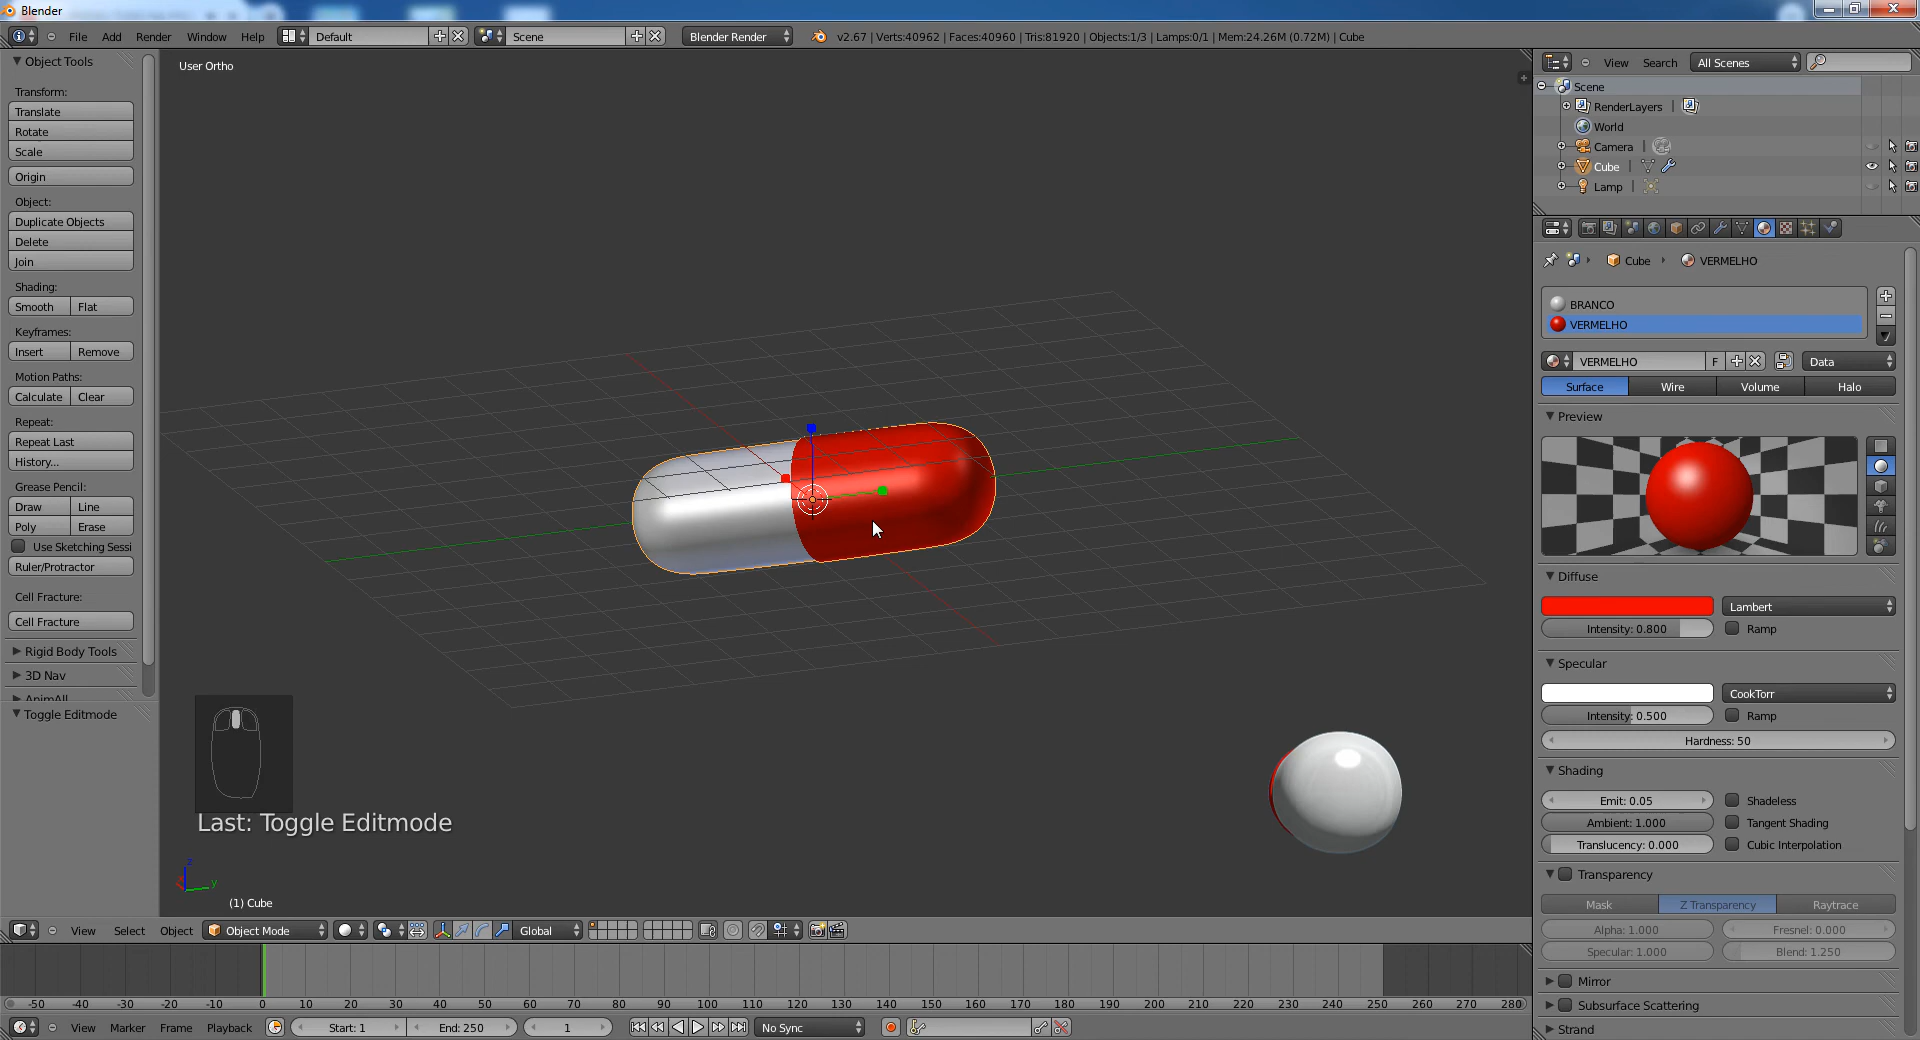 Blender
File Add Render Window Help Default Scene Blender Render v2.67 | Verts:40962 | Faces:40960 | Tris:81920 | Objects:1/3 | Lamps:0/1 | Mem:24.26M (0.72M) | Cube
Object Tools
Transform:
Translate
Rotate
Scale
Origin
Object:
Duplicate Objects
Delete
Join
Shading:
Smooth Flat
Keyframes:
Insert Remove
Motion Paths:
Calculate Clear
Repeat:
Repeat Last
History...
Grease Pencil:
Draw Line
Poly Erase
Use Sketching Sessi
Ruler/Protractor
Cell Fracture:
Cell Fracture
Rigid Body Tools
3D Nav
AnimAll
Toggle Editmode
User Ortho
Last: Toggle Editmode
z
y
(1) Cube
View Select Object Object Mode Global
-50 -40 -30 -20 -10 0 10 20 30 40 50 60 70 80 90 100 110 120 130 140 150 160 170 180 190 200 210 220 230 240 250 260 270 280
View Marker Frame Playback Start: 1 End: 250 1 No Sync
View Search All Scenes
Scene
RenderLayers |
World
Camera |
Cube |
Lamp |
Cube VERMELHO
BRANCO
VERMELHO
VERMELHO F Data
Surface Wire Volume Halo
Preview
Diffuse
Lambert
Intensity: 0.800 Ramp
Specular
CookTorr
Intensity: 0.500 Ramp
Hardness: 50
Shading
Emit: 0.05 Shadeless
Ambient: 1.000 Tangent Shading
Translucency: 0.000 Cubic Interpolation
Transparency
Mask Z Transparency Raytrace
Alpha: 1.000 Fresnel: 0.000
Specular: 1.000 Blend: 1.250
Mirror
Subsurface Scattering
Strand